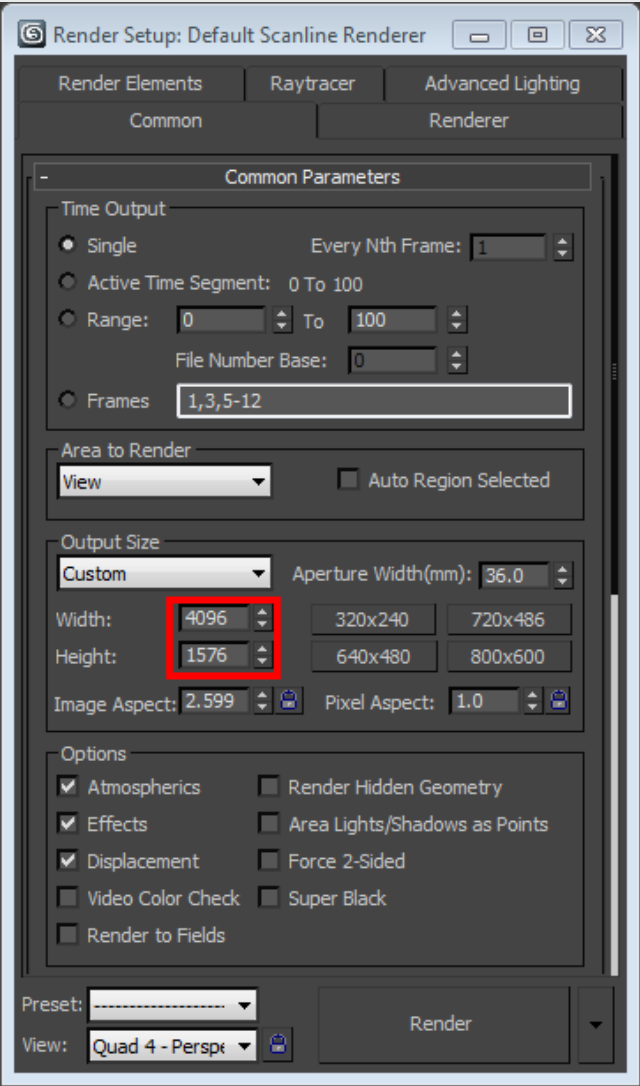 Render Setup: Default Scanline Renderer
Render Elements Raytracer Advanced Lighting
Common Renderer
- Common Parameters
Time Output
Single Every Nth Frame: 1
Active Time Segment: 0 To 100
Range: 0 To 100
File Number Base: 0
Frames 1,3,5-12
Area to Render
View Auto Region Selected
Output Size
Custom Aperture Width(mm): 36.0
Width: 4096 320x240 720x486
Height: 1576 640x480 800x600
Image Aspect: 2.599 Pixel Aspect: 1.0
Options
Atmospherics Render Hidden Geometry
Effects Area Lights/Shadows as Points
Displacement Force 2-Sided
Video Color Check Super Black
Render to Fields
Preset: --------------------
Render
View: Quad 4 - Perspe